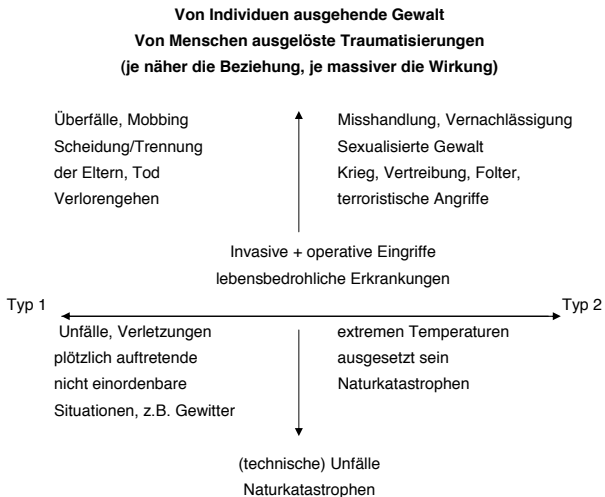 Von Individuen ausgehende Gewalt
Von Menschen ausgelöste Traumatisierungen
(je näher die Beziehung, je massiver die Wirkung)
Überfälle, Mobbing
Scheidung/Trennung
der Eltern, Tod
Verlorengehen
Misshandlung, Vernachlässigung
Sexualisierte Gewalt
Krieg, Vertreibung, Folter,
terroristische Angriffe
Invasive + operative Eingriffe
lebensbedrohliche Erkrankungen
Typ 1
Typ 2
Unfälle, Verletzungen
plötzlich auftretende
nicht einordenbare
Situationen, z.B. Gewitter
extremen Temperaturen
ausgesetzt sein
Naturkatastrophen
(technische) Unfälle
Naturkatastrophen